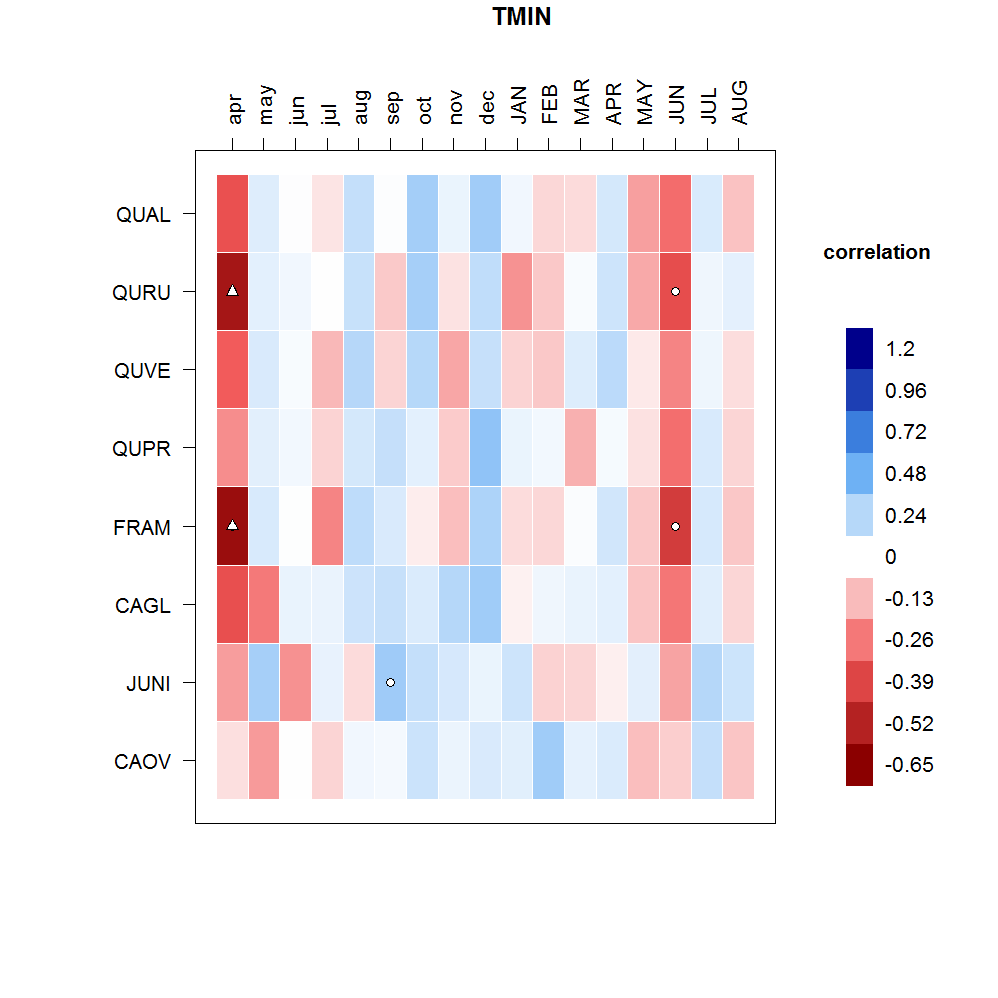 TMIN
apr may jun jul aug sep oct nov dec JAN FEB MAR APR MAY JUN JUL AUG
QUAL
QURU
QUVE
QUPR
FRAM
CAGL
JUNI
CAOV
correlation
1.2
0.96
0.72
0.48
0.24
0
-0.13
-0.26
-0.39
-0.52
-0.65